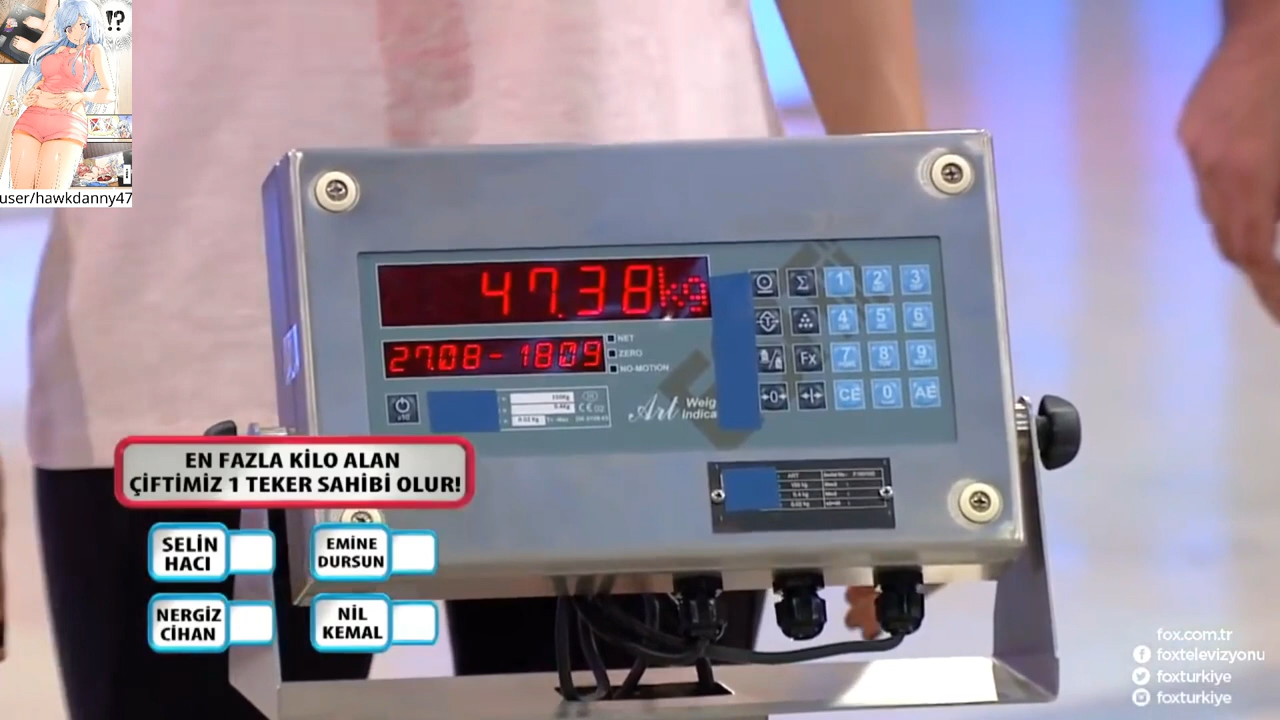 !?
user/hawkdanny47
47.38kg
27.08-1809
NET
ZERO
NO-MOTION
1 2 3
4 5 6
Fx 7 8 9
CE 0 AE
Art Weig
Indica
EN FAZLA KİLO ALAN
ÇİFTİMİZ 1 TEKER SAHİBİ OLUR!
SELİN
HACI
EMİNE
DURSUN
NERGİZ
CİHAN
NİL
KEMAL
fox.com.tr
foxtelevizyonu
foxturkiye
foxturkiye